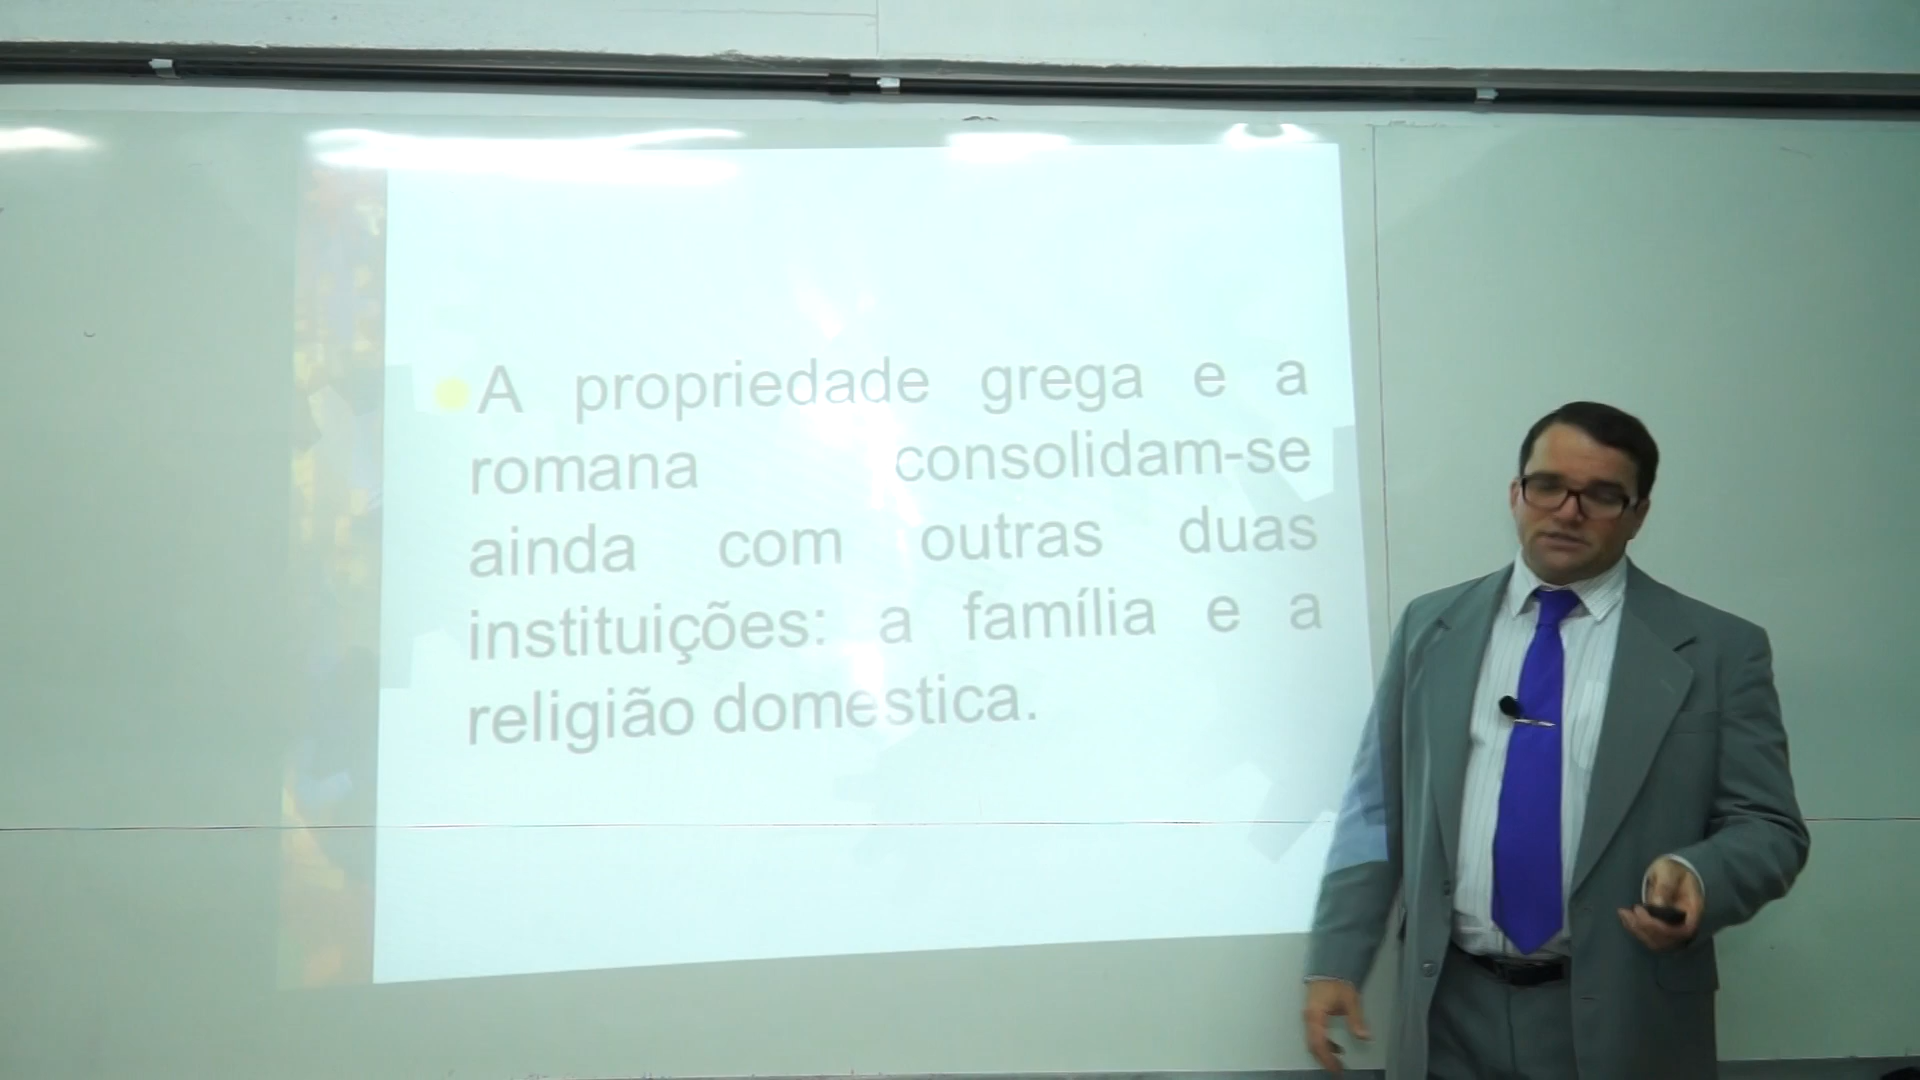 A propriedade grega e a
romana consolidam-se
ainda com outras duas
instituições: a família e a
religião domestica.